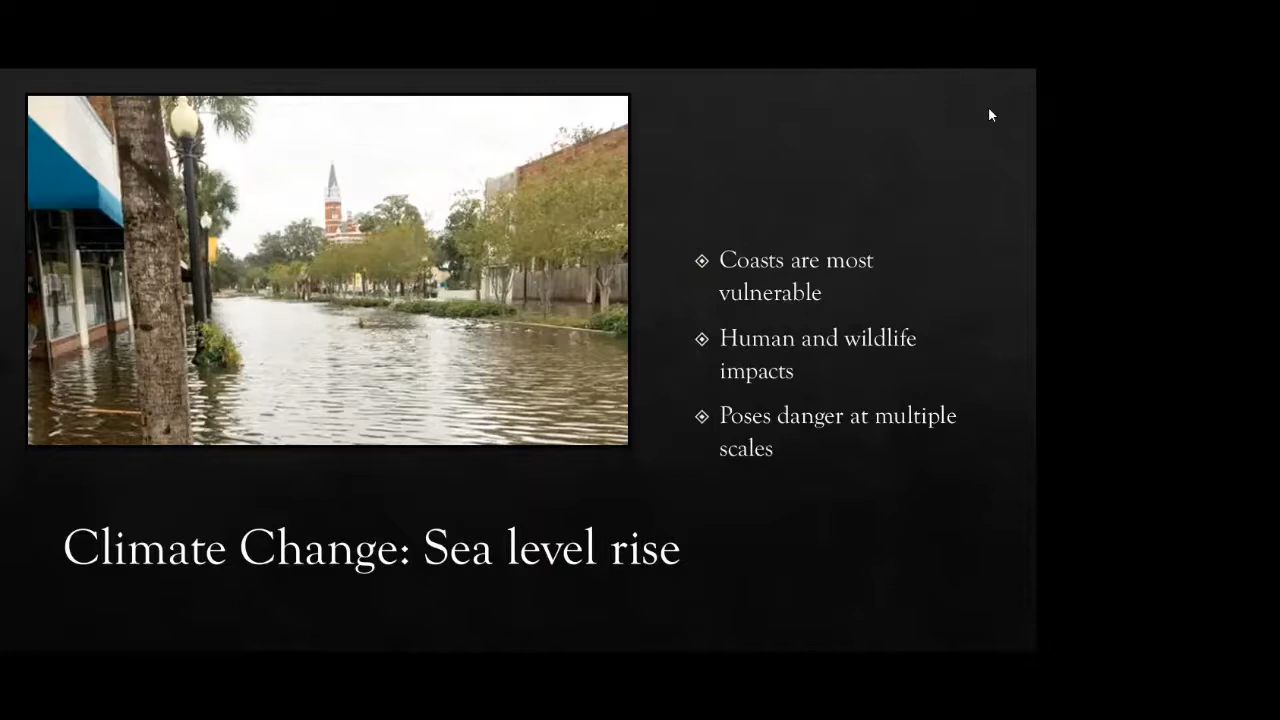 Coasts are most
vulnerable
Human and wildlife
impacts
Poses danger at multiple
scales
Climate Change: Sea level rise